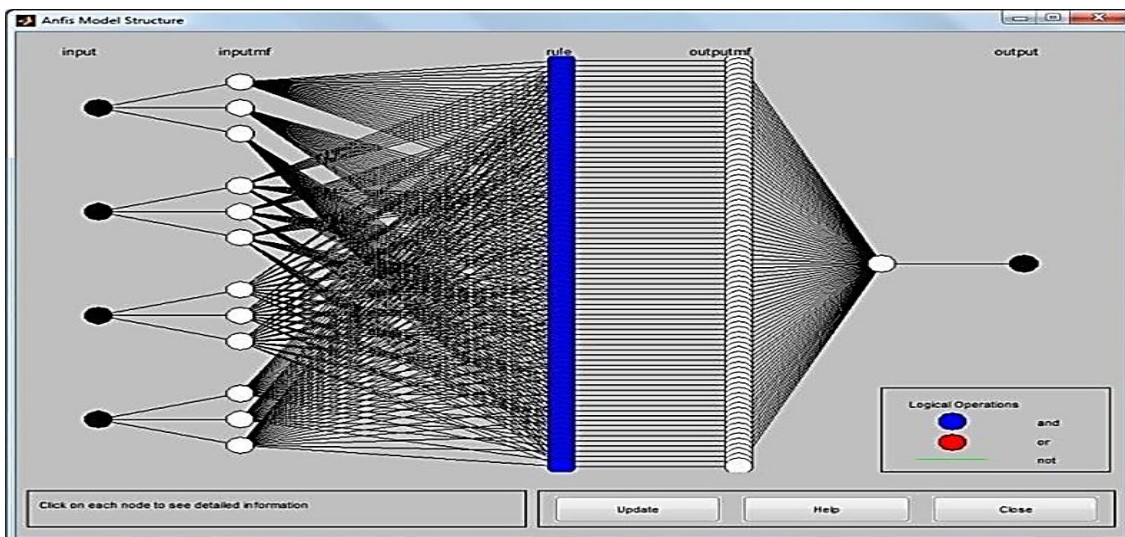 Anfis Model Structure
input inputmf rule outputmf output
Logical Operations
and
or
not
Click on each node to see detailed information
Update Help Close